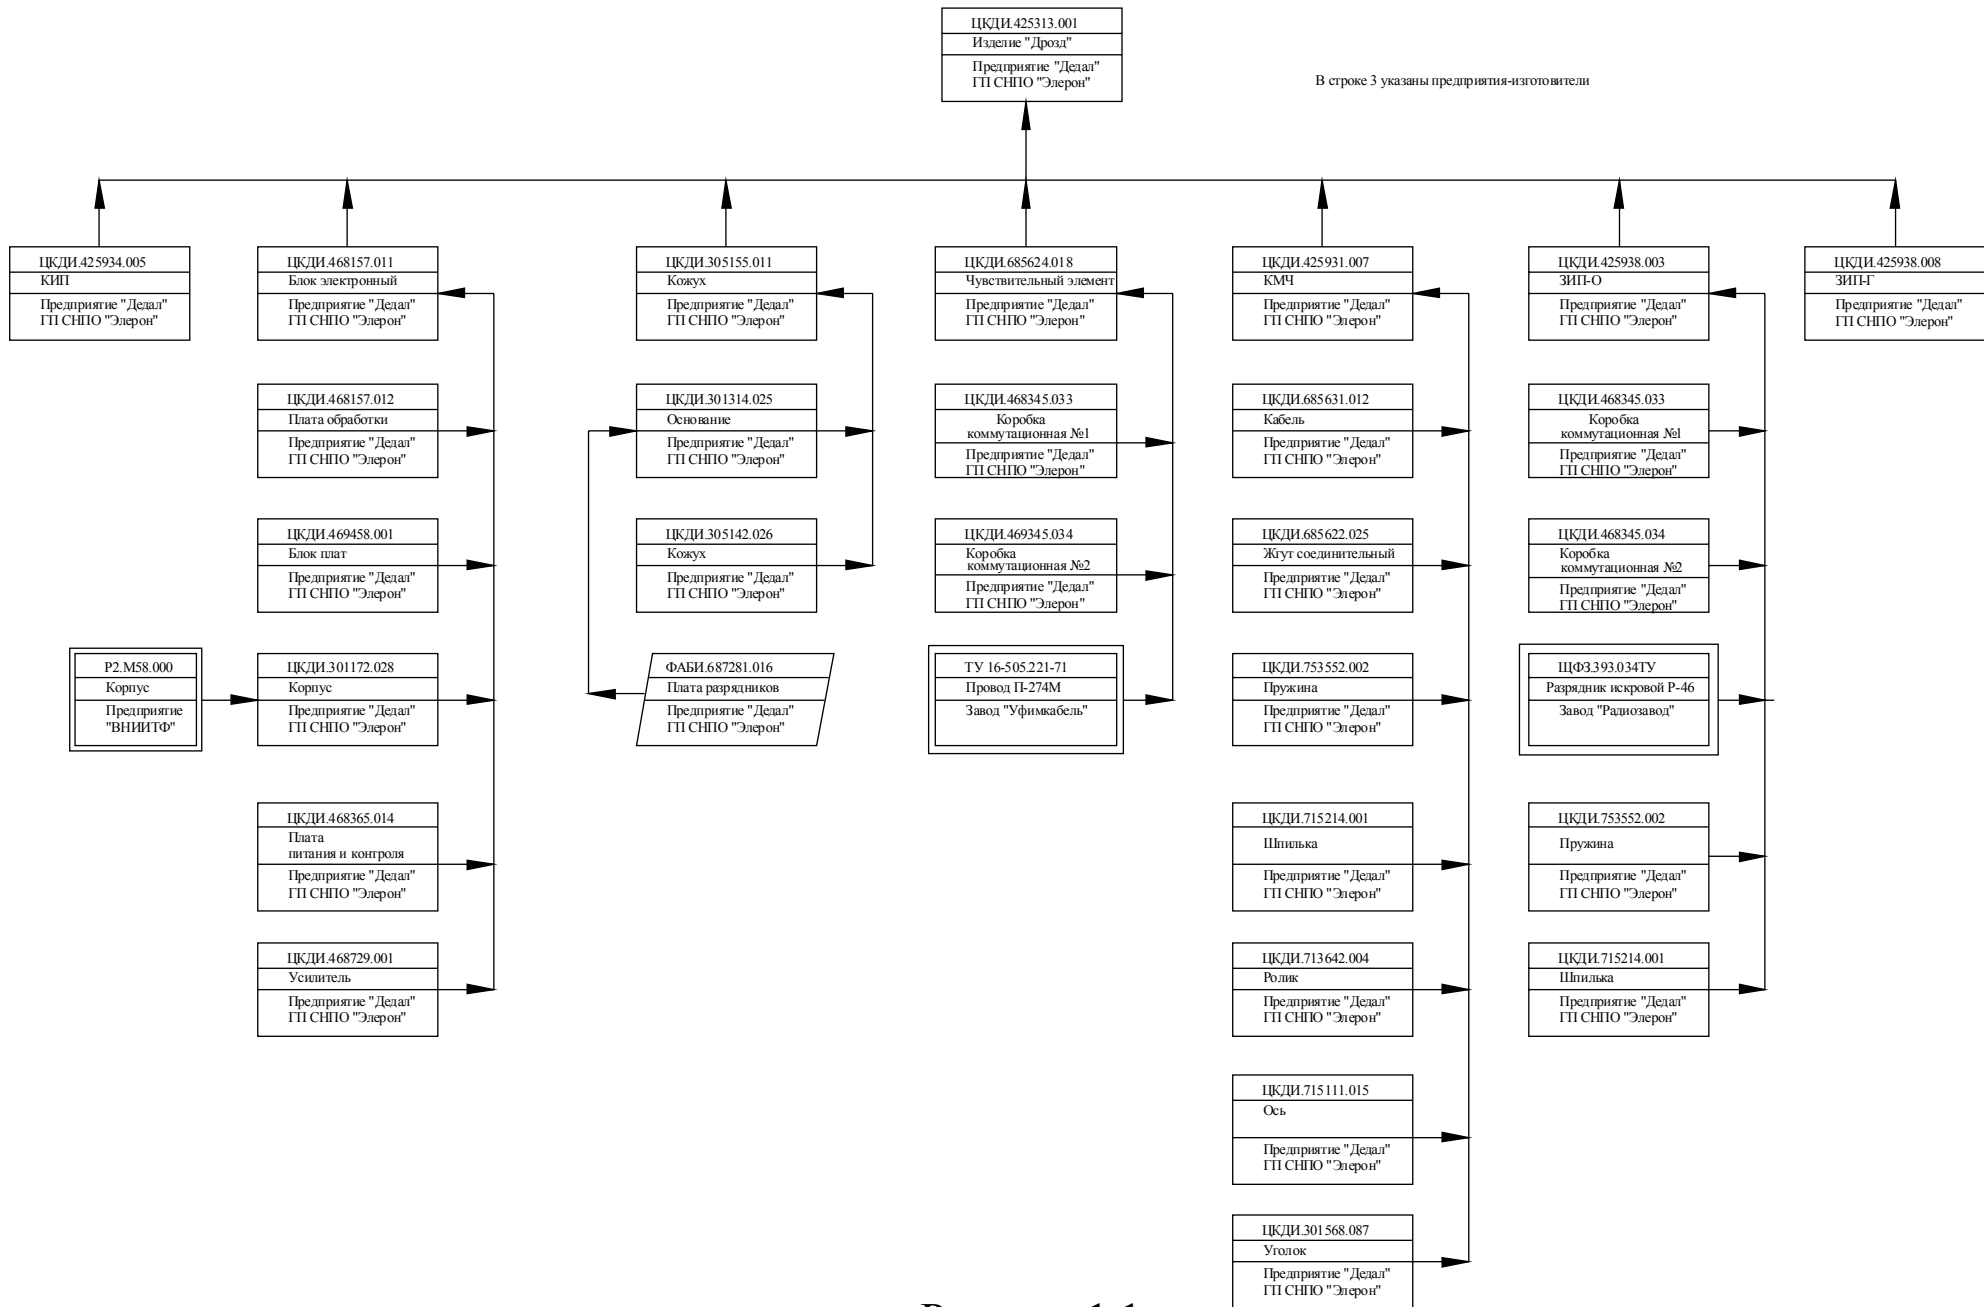 ЦКДИ.425313.001
Изделие "Дрозд"
Предприятие "Дедал"
ГП СНПО "Элерон"
В строке 3 указаны предприятия-изготовители
ЦКДИ.425934.005
КИП
Предприятие "Дедал"
ГП СНПО "Элерон"
ЦКДИ.468157.011
Блок электронный
Предприятие "Дедал"
ГП СНПО "Элерон"
ЦКДИ.305155.011
Кожух
Предприятие "Дедал"
ГП СНПО "Элерон"
ЦКДИ.685624.018
Чувствительный элемент
Предприятие "Дедал"
ГП СНПО "Элерон"
ЦКДИ.425931.007
КМЧ
Предприятие "Дедал"
ГП СНПО "Элерон"
ЦКДИ.425938.003
ЗИП-О
Предприятие "Дедал"
ГП СНПО "Элерон"
ЦКДИ.425938.008
ЗИП-Г
Предприятие "Дедал"
ГП СНПО "Элерон"
ЦКДИ.468157.012
Плата обработки
Предприятие "Дедал"
ГП СНПО "Элерон"
ЦКДИ.301314.025
Основание
Предприятие "Дедал"
ГП СНПО "Элерон"
ЦКДИ.468345.033
Коробка
коммутационная №1
Предприятие "Дедал"
ГП СНПО "Элерон"
ЦКДИ.685631.012
Кабель
Предприятие "Дедал"
ГП СНПО "Элерон"
ЦКДИ.468345.033
Коробка
коммутационная №1
Предприятие "Дедал"
ГП СНПО "Элерон"
ЦКДИ.469458.001
Блок плат
Предприятие "Дедал"
ГП СНПО "Элерон"
ЦКДИ.305142.026
Кожух
Предприятие "Дедал"
ГП СНПО "Элерон"
ЦКДИ.469345.034
Коробка
коммутационная №2
Предприятие "Дедал"
ГП СНПО "Элерон"
ЦКДИ.685622.025
Жгут соединительный
Предприятие "Дедал"
ГП СНПО "Элерон"
ЦКДИ.468345.034
Коробка
коммутационная №2
Предприятие "Дедал"
ГП СНПО "Элерон"
Р2.М58.000
Корпус
Предприятие
"ВНИИТФ"
ЦКДИ.301172.028
Корпус
Предприятие "Дедал"
ГП СНПО "Элерон"
ФАБИ.687281.016
Плата разрядников
Предприятие "Дедал"
ГП СНПО "Элерон"
ТУ 16-505.221-71
Провод П-274М
Завод "Уфимкабель"
ЦКДИ.753552.002
Пружина
Предприятие "Дедал"
ГП СНПО "Элерон"
ЩФЗ.393.034ТУ
Разрядник искровой Р-46
Завод "Радиозавод"
ЦКДИ.468365.014
Плата
питания и контроля
Предприятие "Дедал"
ГП СНПО "Элерон"
ЦКДИ.715214.001
Шпилька
Предприятие "Дедал"
ГП СНПО "Элерон"
ЦКДИ.753552.002
Пружина
Предприятие "Дедал"
ГП СНПО "Элерон"
ЦКДИ.468729.001
Усилитель
Предприятие "Дедал"
ГП СНПО "Элерон"
ЦКДИ.713642.004
Ролик
Предприятие "Дедал"
ГП СНПО "Элерон"
ЦКДИ.715214.001
Шпилька
Предприятие "Дедал"
ГП СНПО "Элерон"
ЦКДИ.715111.015
Ось
Предприятие "Дедал"
ГП СНПО "Элерон"
ЦКДИ.301568.087
Уголок
Предприятие "Дедал"
ГП СНПО "Элерон"